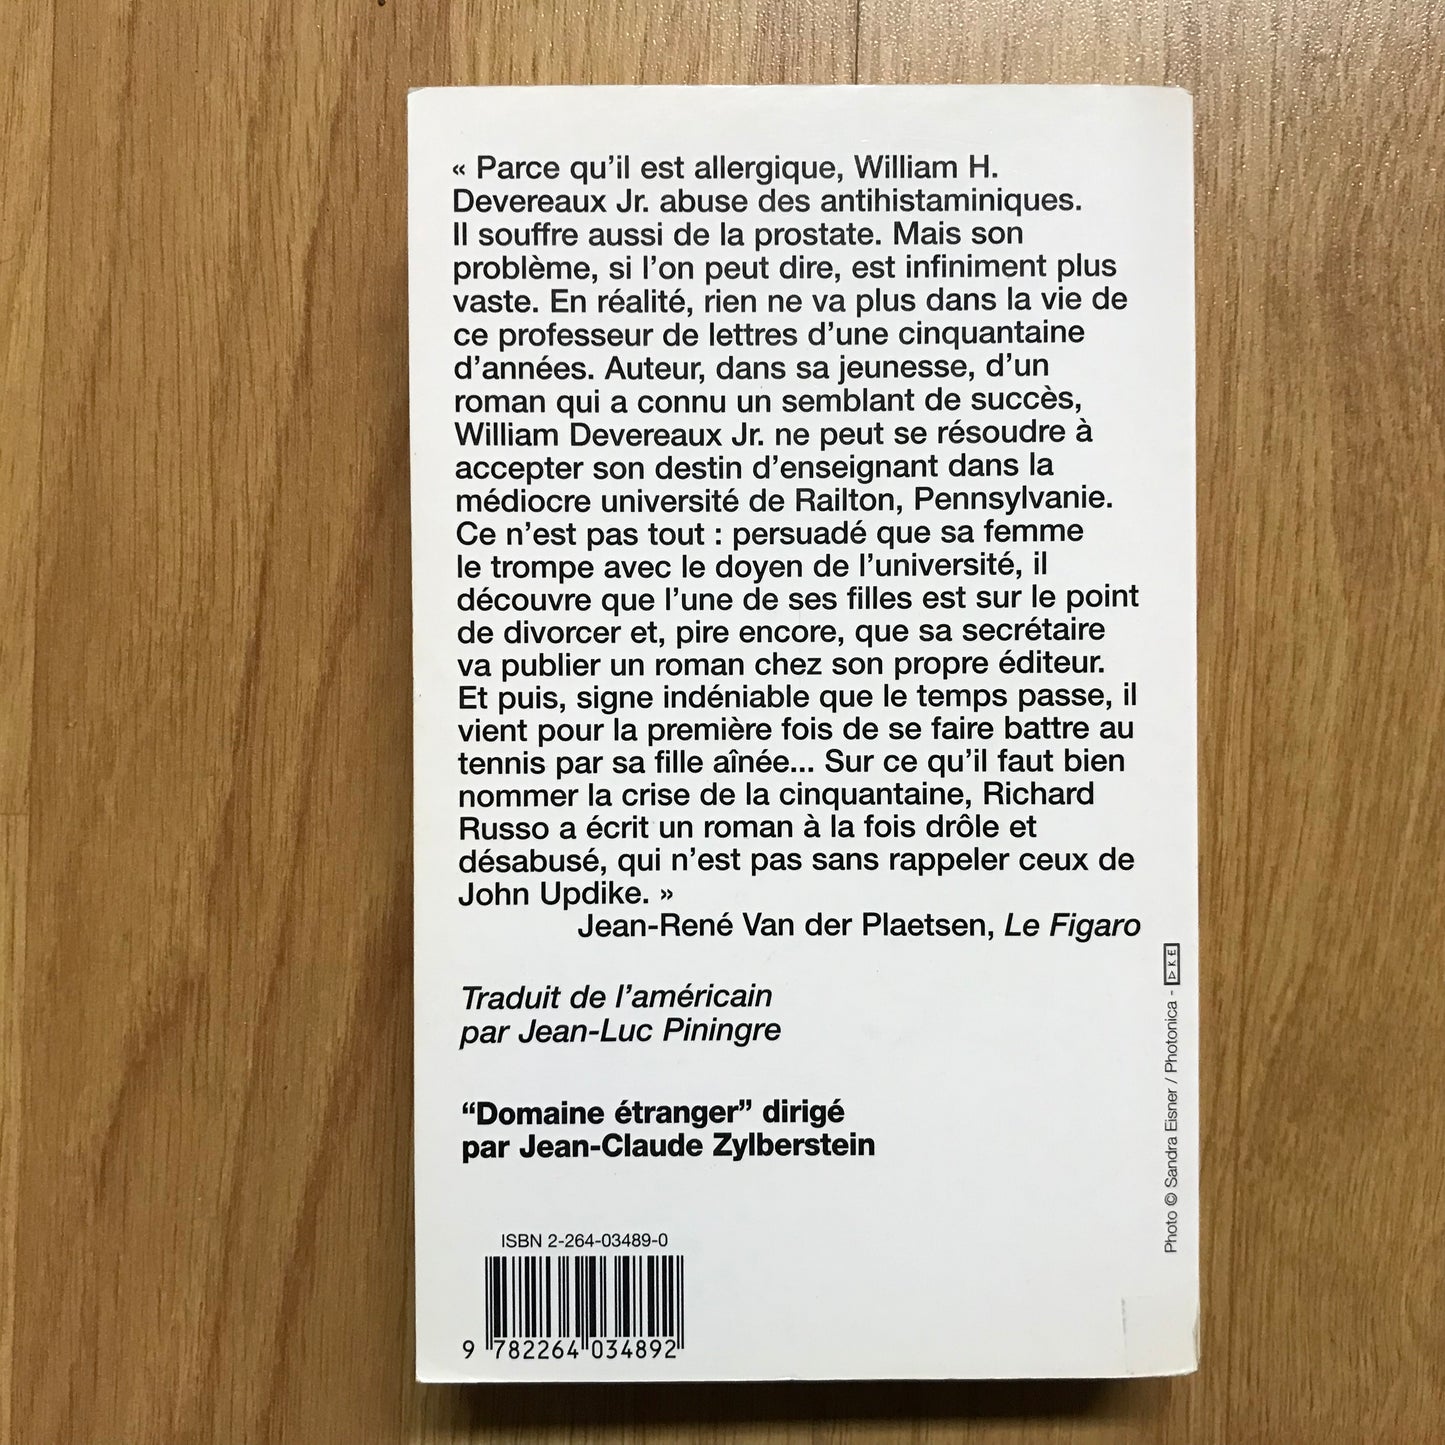 « Parce qu’il est allergique, William H.
Devereaux Jr. abuse des antihistaminiques.
Il souffre aussi de la prostate. Mais son
problème, si l’on peut dire, est infiniment plus
vaste. En réalité, rien ne va plus dans la vie de
ce professeur de lettres d’une cinquantaine
d’années. Auteur, dans sa jeunesse, d’un
roman qui a connu un semblant de succès,
William Devereaux Jr. ne peut se résoudre à
accepter son destin d’enseignant dans la
médiocre université de Railton, Pennsylvanie.
Ce n’est pas tout : persuadé que sa femme
le trompe avec le doyen de l’université, il
découvre que l’une de ses filles est sur le point
de divorcer et, pire encore, que sa secrétaire
va publier un roman chez son propre éditeur.
Et puis, signe indéniable que le temps passe, il
vient pour la première fois de se faire battre au
tennis par sa fille aînée... Sur ce qu’il faut bien
nommer la crise de la cinquantaine, Richard
Russo a écrit un roman à la fois drôle et
désabusé, qui n’est pas sans rappeler ceux de
John Updike. »
Jean-René Van der Plaetsen, Le Figaro
Traduit de l’américain
par Jean-Luc Piningre
“Domaine étranger” dirigé
par Jean-Claude Zylberstein
ISBN 2-264-03489-0
9 782264 034892
Photo © Sandra Eisner / Photonica -